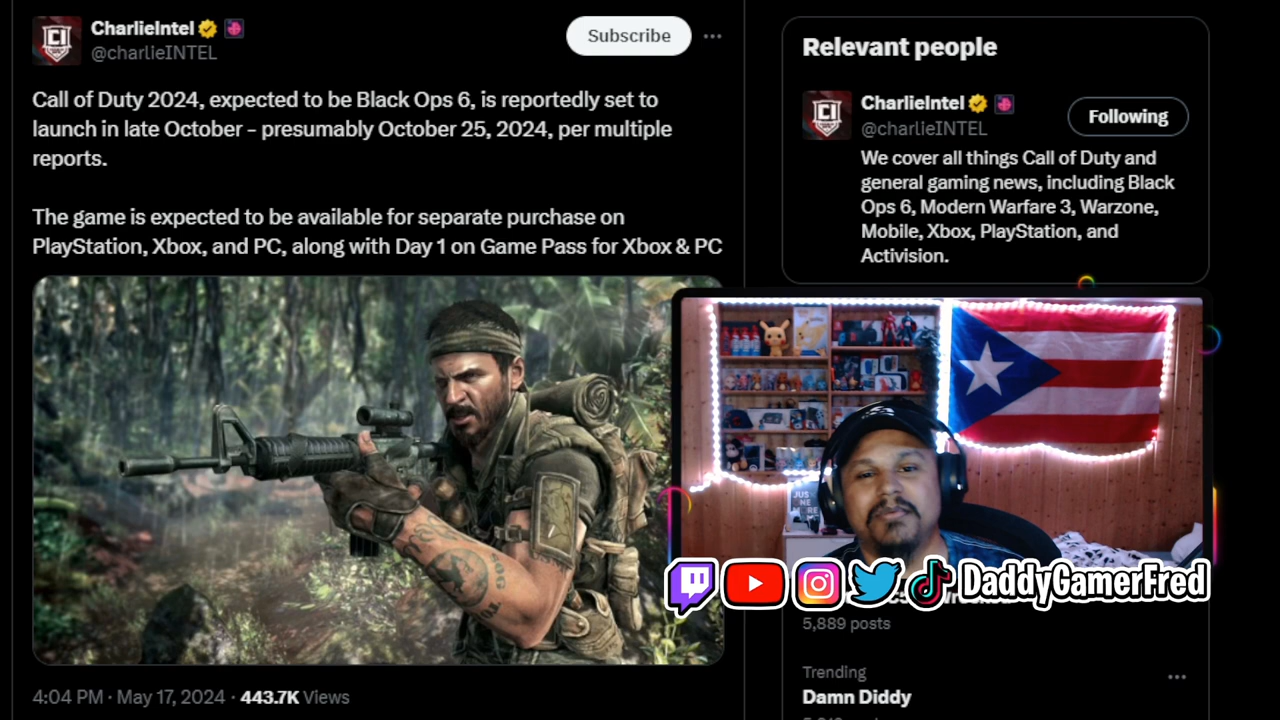 CharlieIntel
@charlieINTEL
Subscribe
Call of Duty 2024, expected to be Black Ops 6, is reportedly set to
launch in late October – presumably October 25, 2024, per multiple
reports.
The game is expected to be available for separate purchase on
PlayStation, Xbox, and PC, along with Day 1 on Game Pass for Xbox & PC
4:04 PM · May 17, 2024 · 443.7K Views
Relevant people
CharlieIntel
@charlieINTEL
Following
We cover all things Call of Duty and
general gaming news, including Black
Ops 6, Modern Warfare 3, Warzone,
Mobile, Xbox, PlayStation, and
Activision.
DaddyGamerFred
5,889 posts
Trending
Damn Diddy